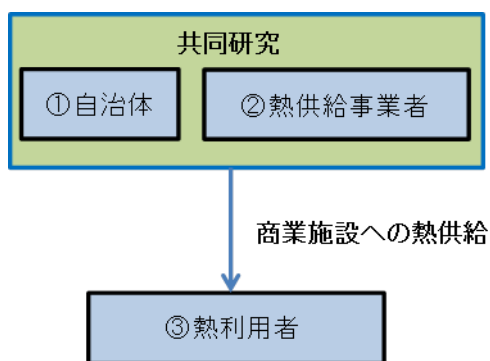 共同研究
①自治体
②熱供給事業者
商業施設への熱供給
③熱利用者